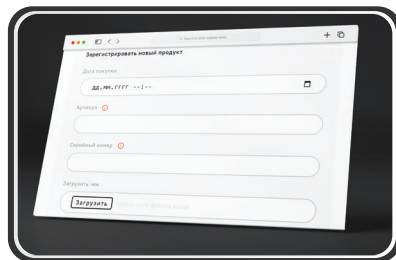 Зарегистрировать новый продукт
Дата покупки
ДД.ММ.ГГГГ --:--
Артикул
Серийный номер
Загрузить чек
Загрузить